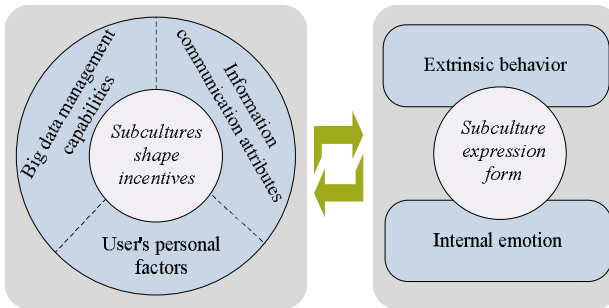 Big data management
capabilities
Information
communication attributes
Subcultures
shape
incentives
User's personal
factors
Extrinsic behavior
Subculture
expression
form
Internal emotion